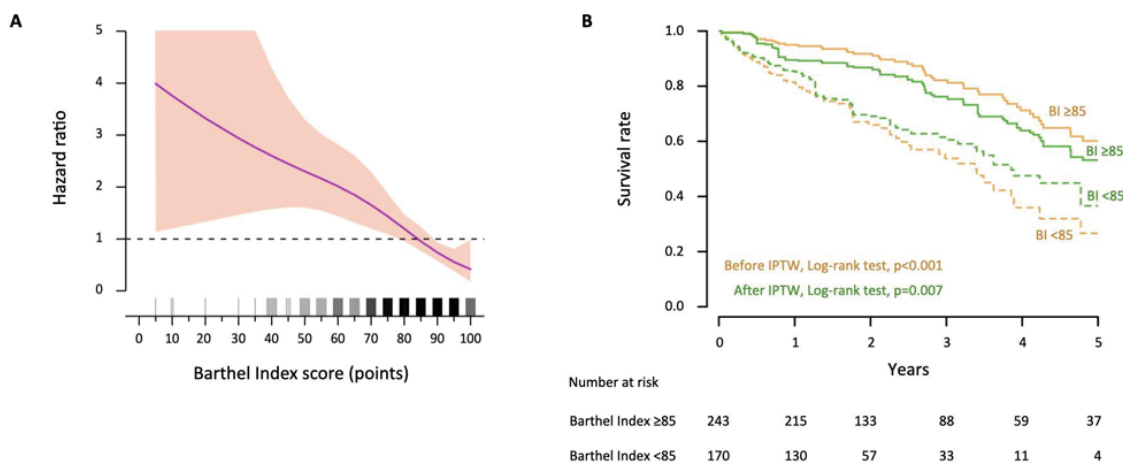 A
Hazard ratio
5
4
3
2
1
0
0 10 20 30 40 50 60 70 80 90 100
Barthel Index score (points)
B
Survival rate
1.0
0.8
0.6
0.4
0.2
0.0
BI ≥85
BI ≥85
BI <85
BI <85
Before IPTW, Log-rank test, p<0.001
After IPTW, Log-rank test, p=0.007
0 1 2 3 4 5
Years
Number at risk
Barthel Index ≥85 243 215 133 88 59 37
Barthel Index <85 170 130 57 33 11 4